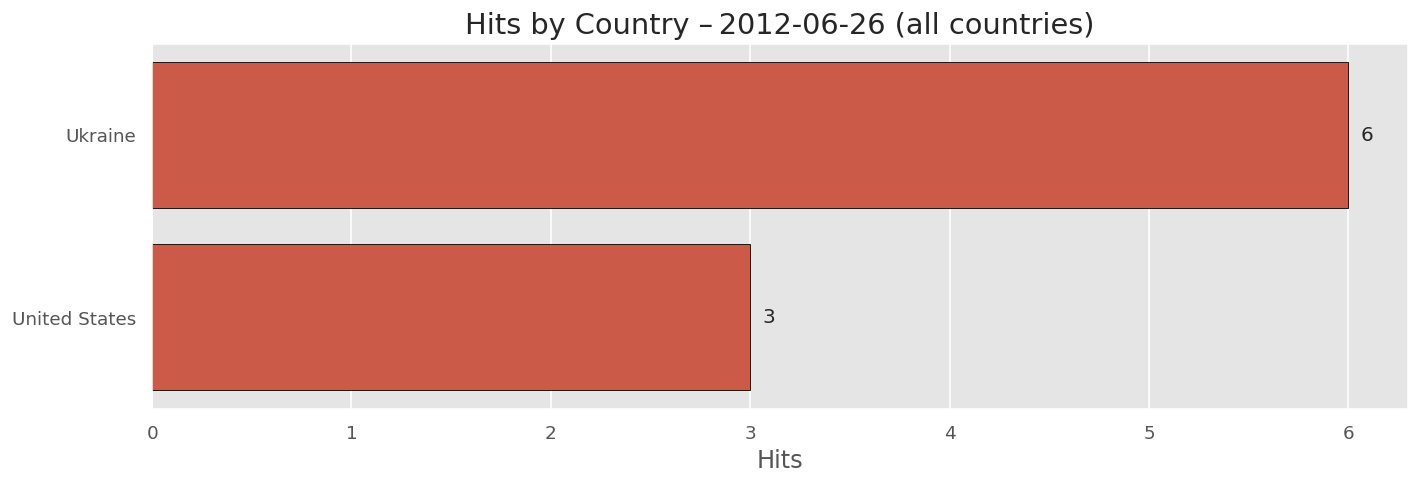 Hits by Country – 2012-06-26 (all countries)
Ukraine
6
United States
3
0 1 2 3 4 5 6
Hits